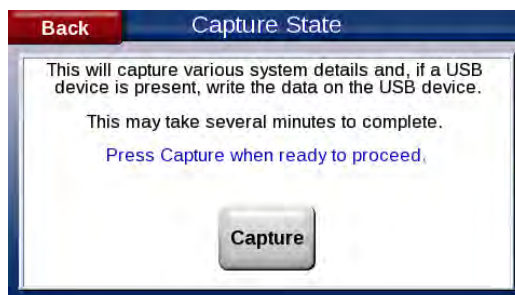 Back
Capture State
This will capture various system details and, if a USB
device is present, write the data on the USB device.
This may take several minutes to complete.
Press Capture when ready to proceed.
Capture